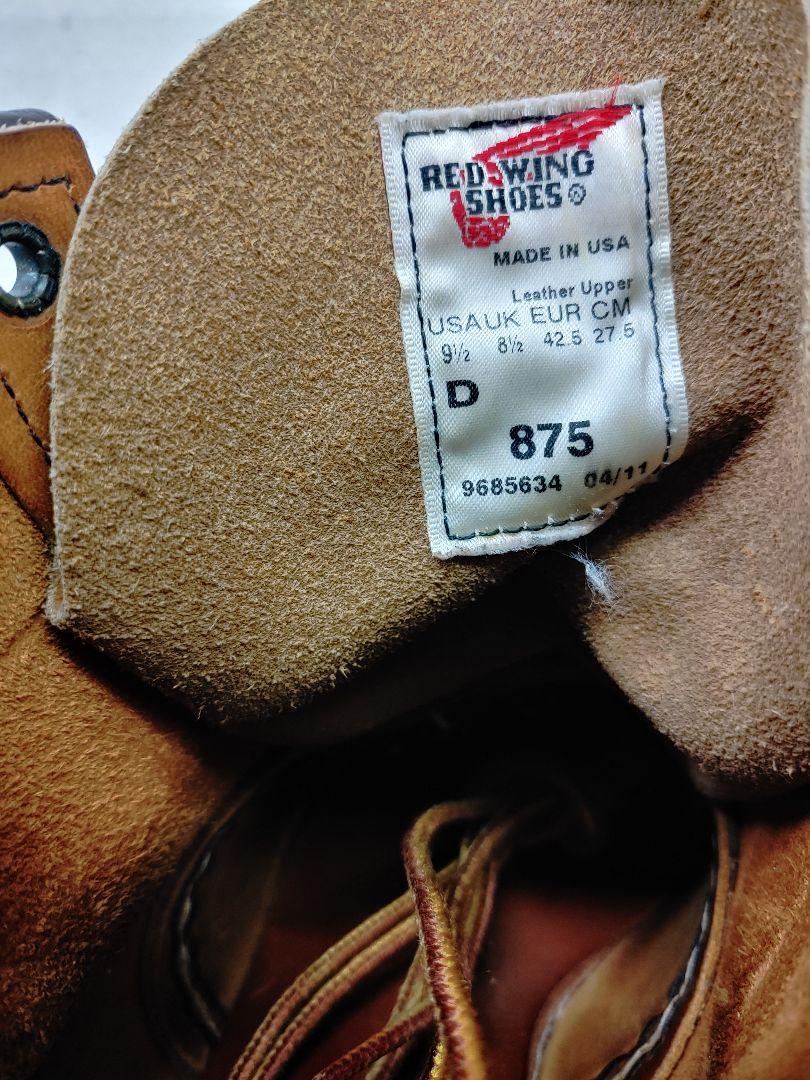 RED WING
SHOES®
MADE IN USA
Leather Upper
USA UK EUR CM
9½ 8½ 42.5 27.5
D
875
9685634 04/11